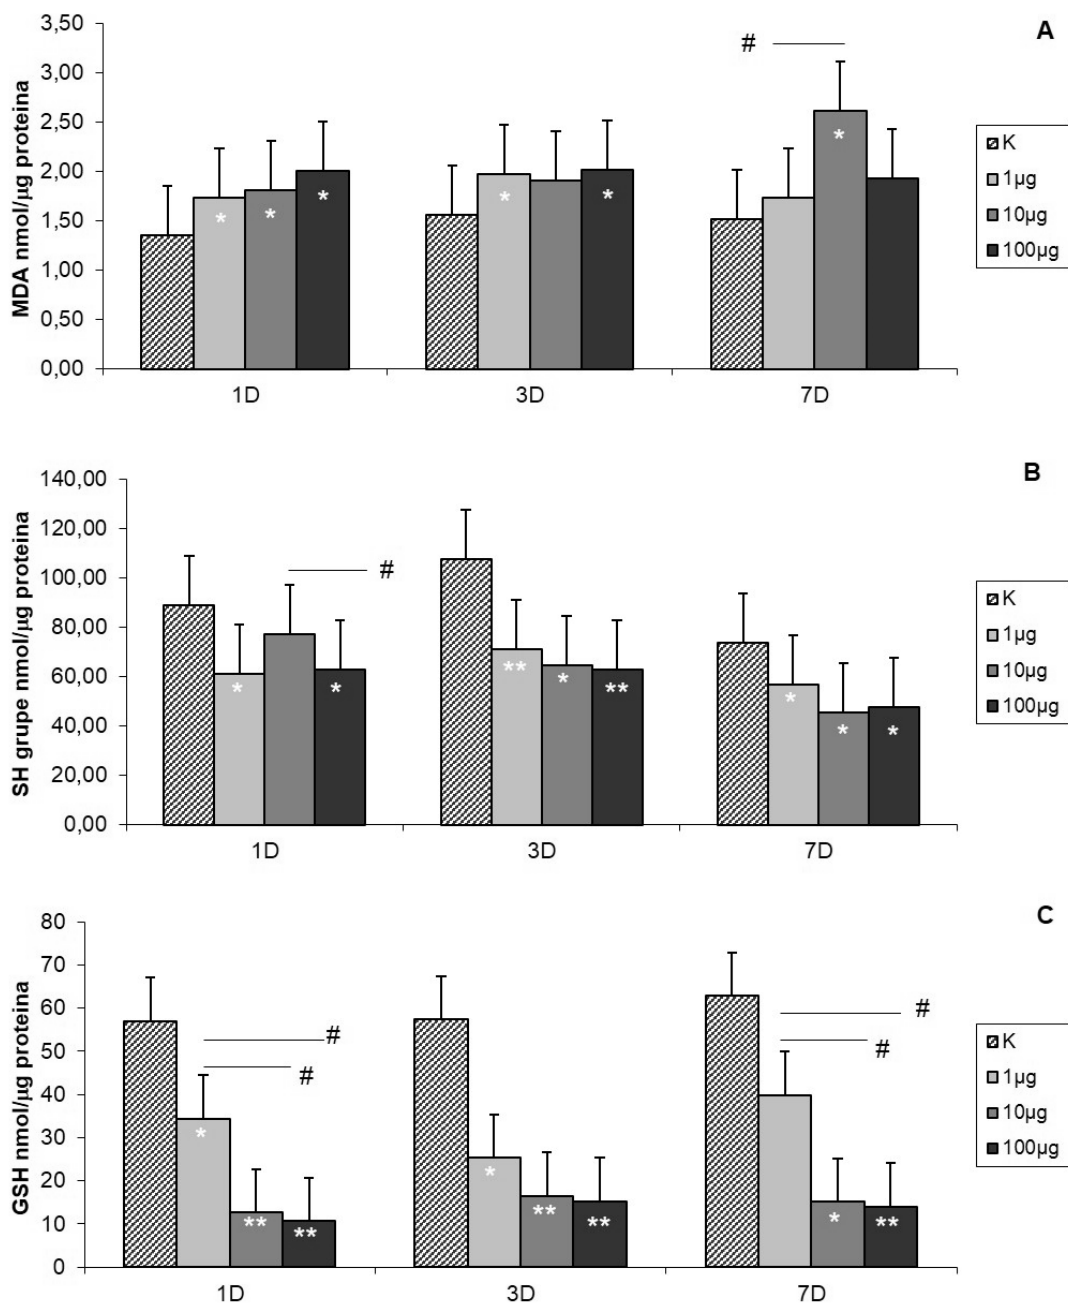 A
3,50
3,00
2,50
2,00
1,50
1,00
0,50
0,00
MDA nmol/µg proteina
#
* * *
* *
*
1D 3D 7D
K
1µg
10µg
100µg
B
140,00
120,00
100,00
80,00
60,00
40,00
20,00
0,00
SH grupe nmol/µg proteina
#
* *
** * **
* * *
1D 3D 7D
K
1µg
10µg
100µg
C
80
70
60
50
40
30
20
10
0
GSH nmol/µg proteina
# #
# #
* ** **
* ** **
* **
1D 3D 7D
K
1µg
10µg
100µg